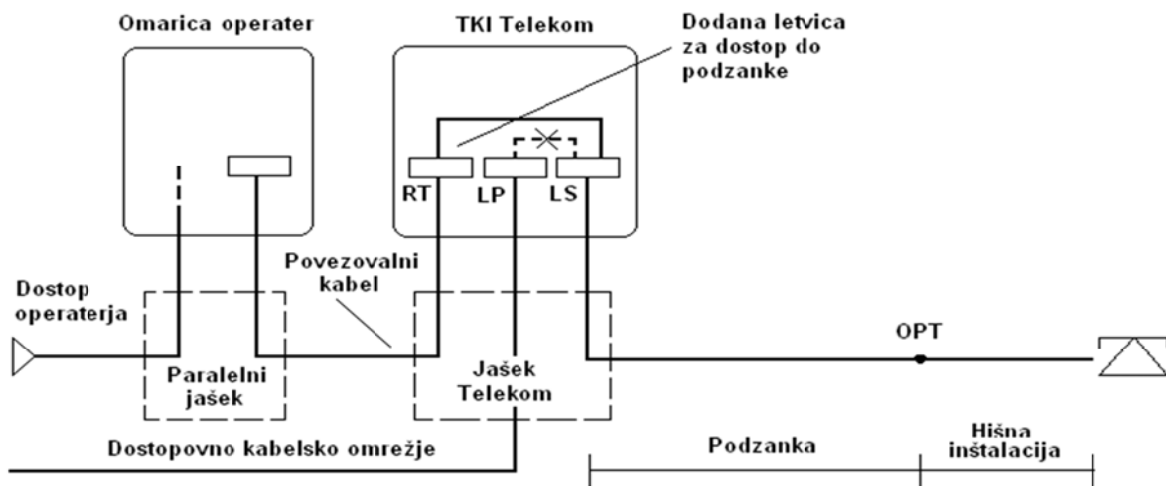 Omarica operater
TKI Telekom
Dodana letvica
za dostop do
podzanke
RT
LP
LS
Povezovalni
kabel
Dostop
operaterja
OPT
Paralelni
jašek
Jašek
Telekom
Dostopovno kabelsko omrežje
Podzanka
Hišna
inštalacija